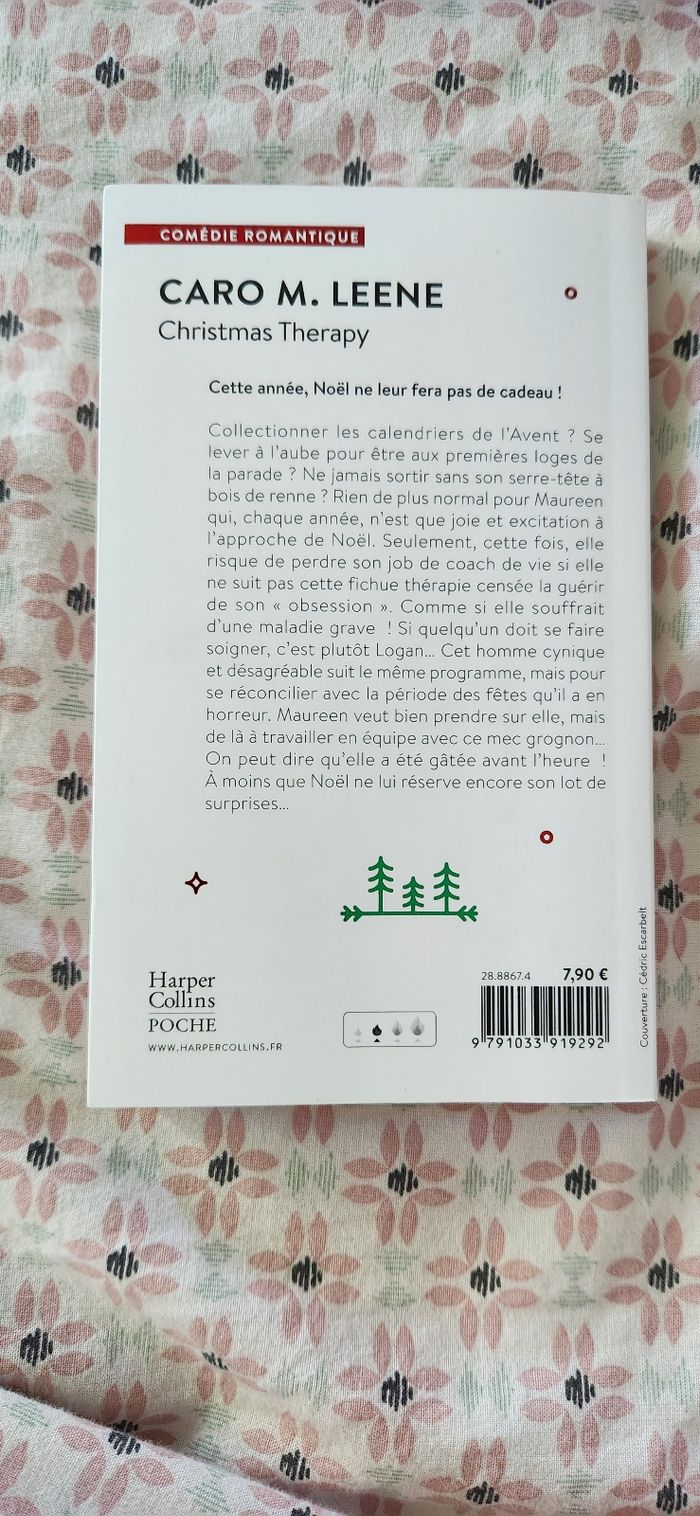 COMÉDIE ROMANTIQUE
CARO M. LEENE
Christmas Therapy
Cette année, Noël ne leur fera pas de cadeau !
Collectionner les calendriers de l'Avent ? Se
lever à l'aube pour être aux premières loges de
la parade ? Ne jamais sortir sans son serre-tête à
bois de renne ? Rien de plus normal pour Maureen
qui, chaque année, n'est que joie et excitation à
l'approche de Noël. Seulement, cette fois, elle
risque de perdre son job de coach de vie si elle
ne suit pas cette fichue thérapie censée la guérir
de son « obsession ». Comme si elle souffrait
d'une maladie grave ! Si quelqu'un doit se faire
soigner, c'est plutôt Logan... Cet homme cynique
et désagréable suit le même programme, mais pour
se réconcilier avec la période des fêtes qu'il a en
horreur. Maureen veut bien prendre sur elle, mais
de là à travailler en équipe avec ce mec grognon...
On peut dire qu'elle a été gâtée avant l'heure !
À moins que Noël ne lui réserve encore son lot de
surprises...
Harper
Collins
POCHE
WWW.HARPERCOLLINS.FR
28.8867.4 7,90 €
9 791033 919292
Couverture : Cédric Escarbelt